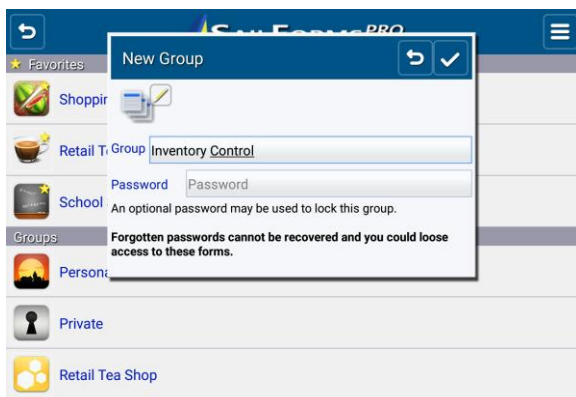 PRO
Favorites
New Group
Shoppin
Retail T
Group Inventory Control
Password Password
School
An optional password may be used to lock this group.
Groups
Forgotten passwords cannot be recovered and you could loose
access to these forms.
Persona
Private
Retail Tea Shop